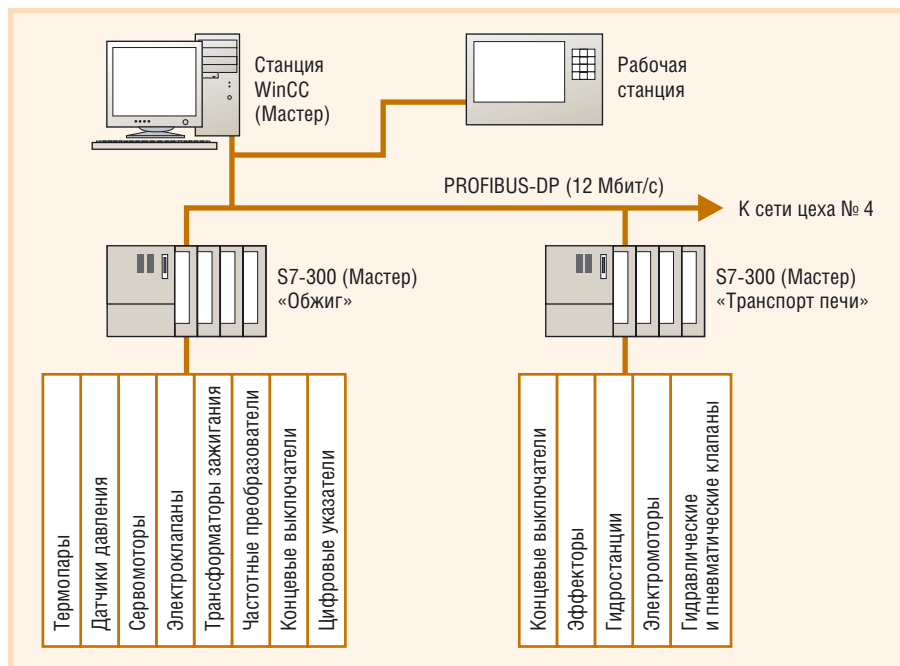 Станция
WinCC
(Мастер)
Рабочая
станция
PROFIBUS-DP (12 Мбит/с)
К сети цеха № 4
S7-300 (Мастер)
«Обжиг»
S7-300 (Мастер)
«Транспорт печи»
Термопары
Датчики давления
Сервомоторы
Электроклапаны
Трансформаторы зажигания
Частотные преобразователи
Концевые выключатели
Цифровые указатели
Концевые выключатели
Эффекторы
Гидростанции
Электромоторы
Гидравлические
и пневматические клапаны